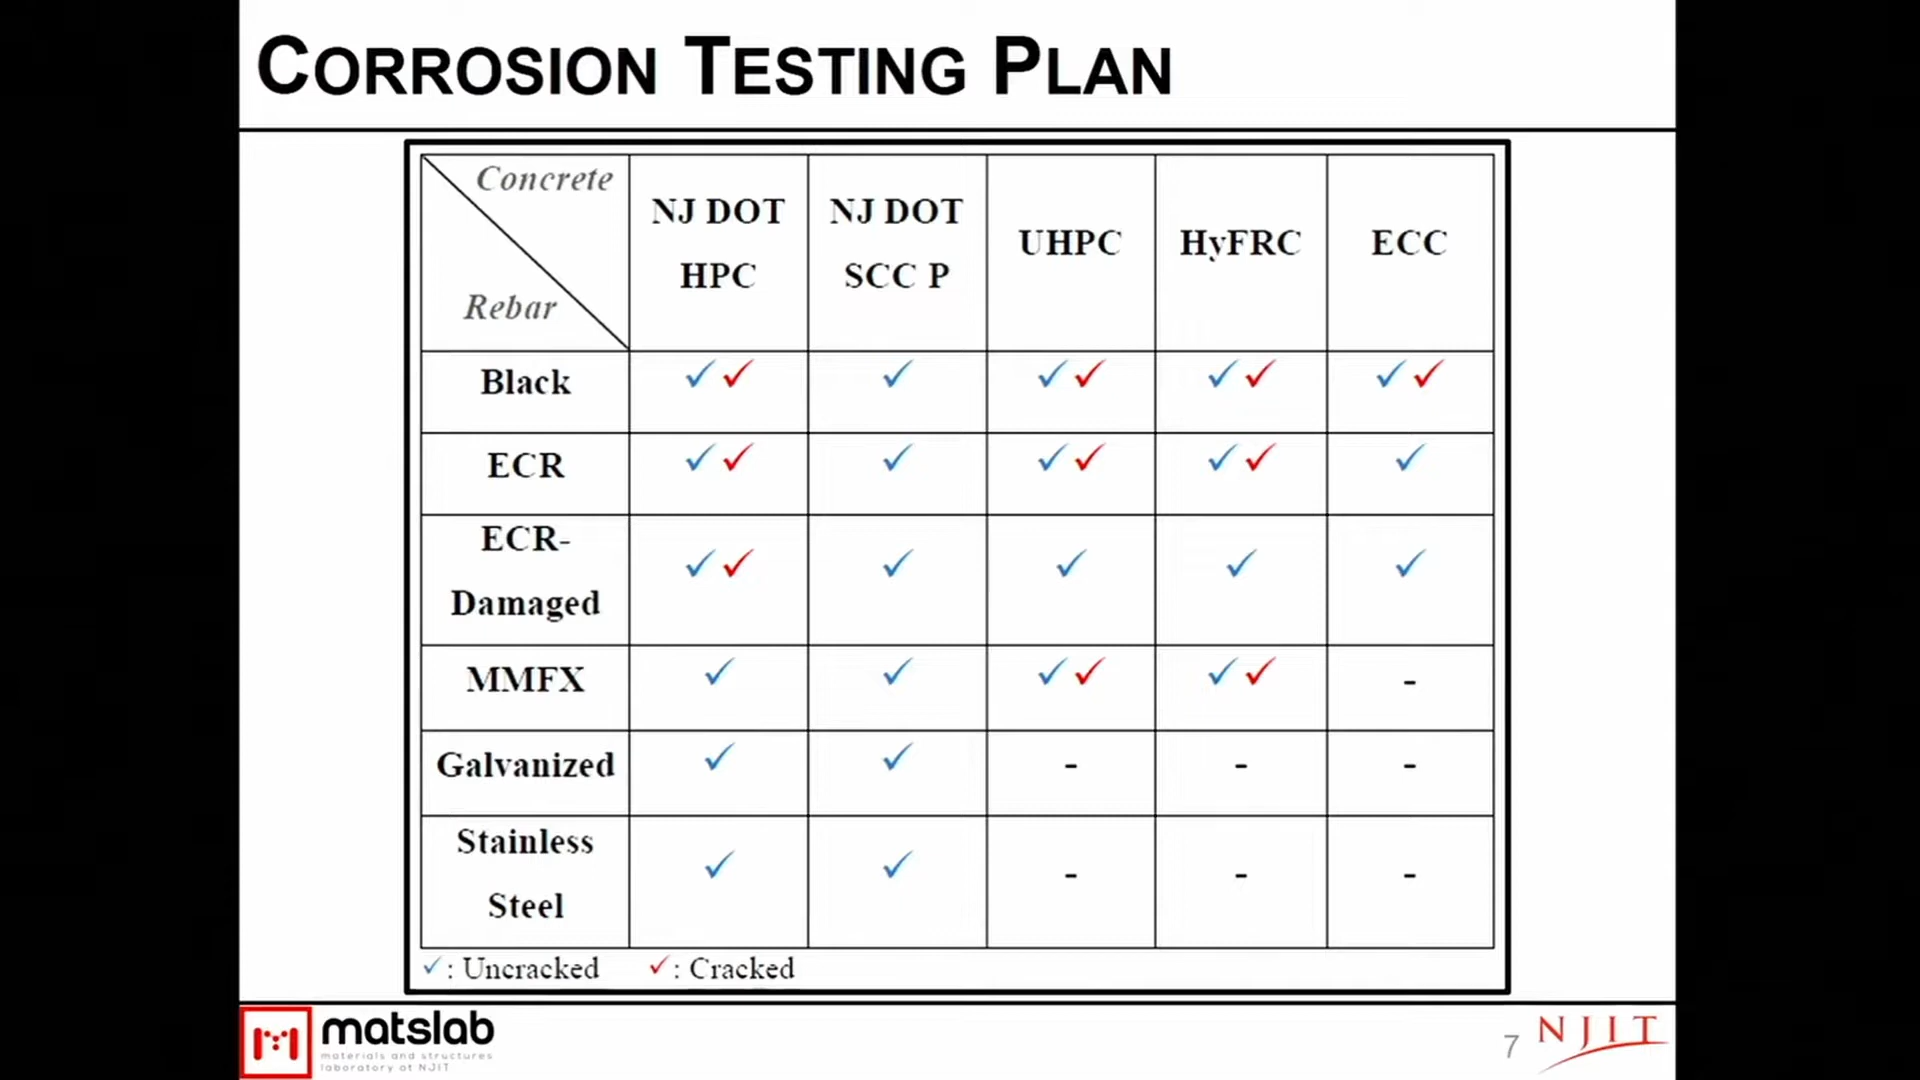 CORROSION TESTING PLAN
Concrete
Rebar
NJ DOT
HPC
NJ DOT
SCC P
UHPC
HyFRC
ECC
Black
✓✓
✓
✓✓
✓✓
✓✓
ECR
✓✓
✓
✓✓
✓✓
✓
ECR-
Damaged
✓✓
✓
✓
✓
✓
MMFX
✓
✓
✓✓
✓✓
-
Galvanized
✓
✓
-
-
-
Stainless
Steel
✓
✓
-
-
-
✓: Uncracked
✓: Cracked
matslab
materials and structures
laboratory at NJIT
7
NJIT